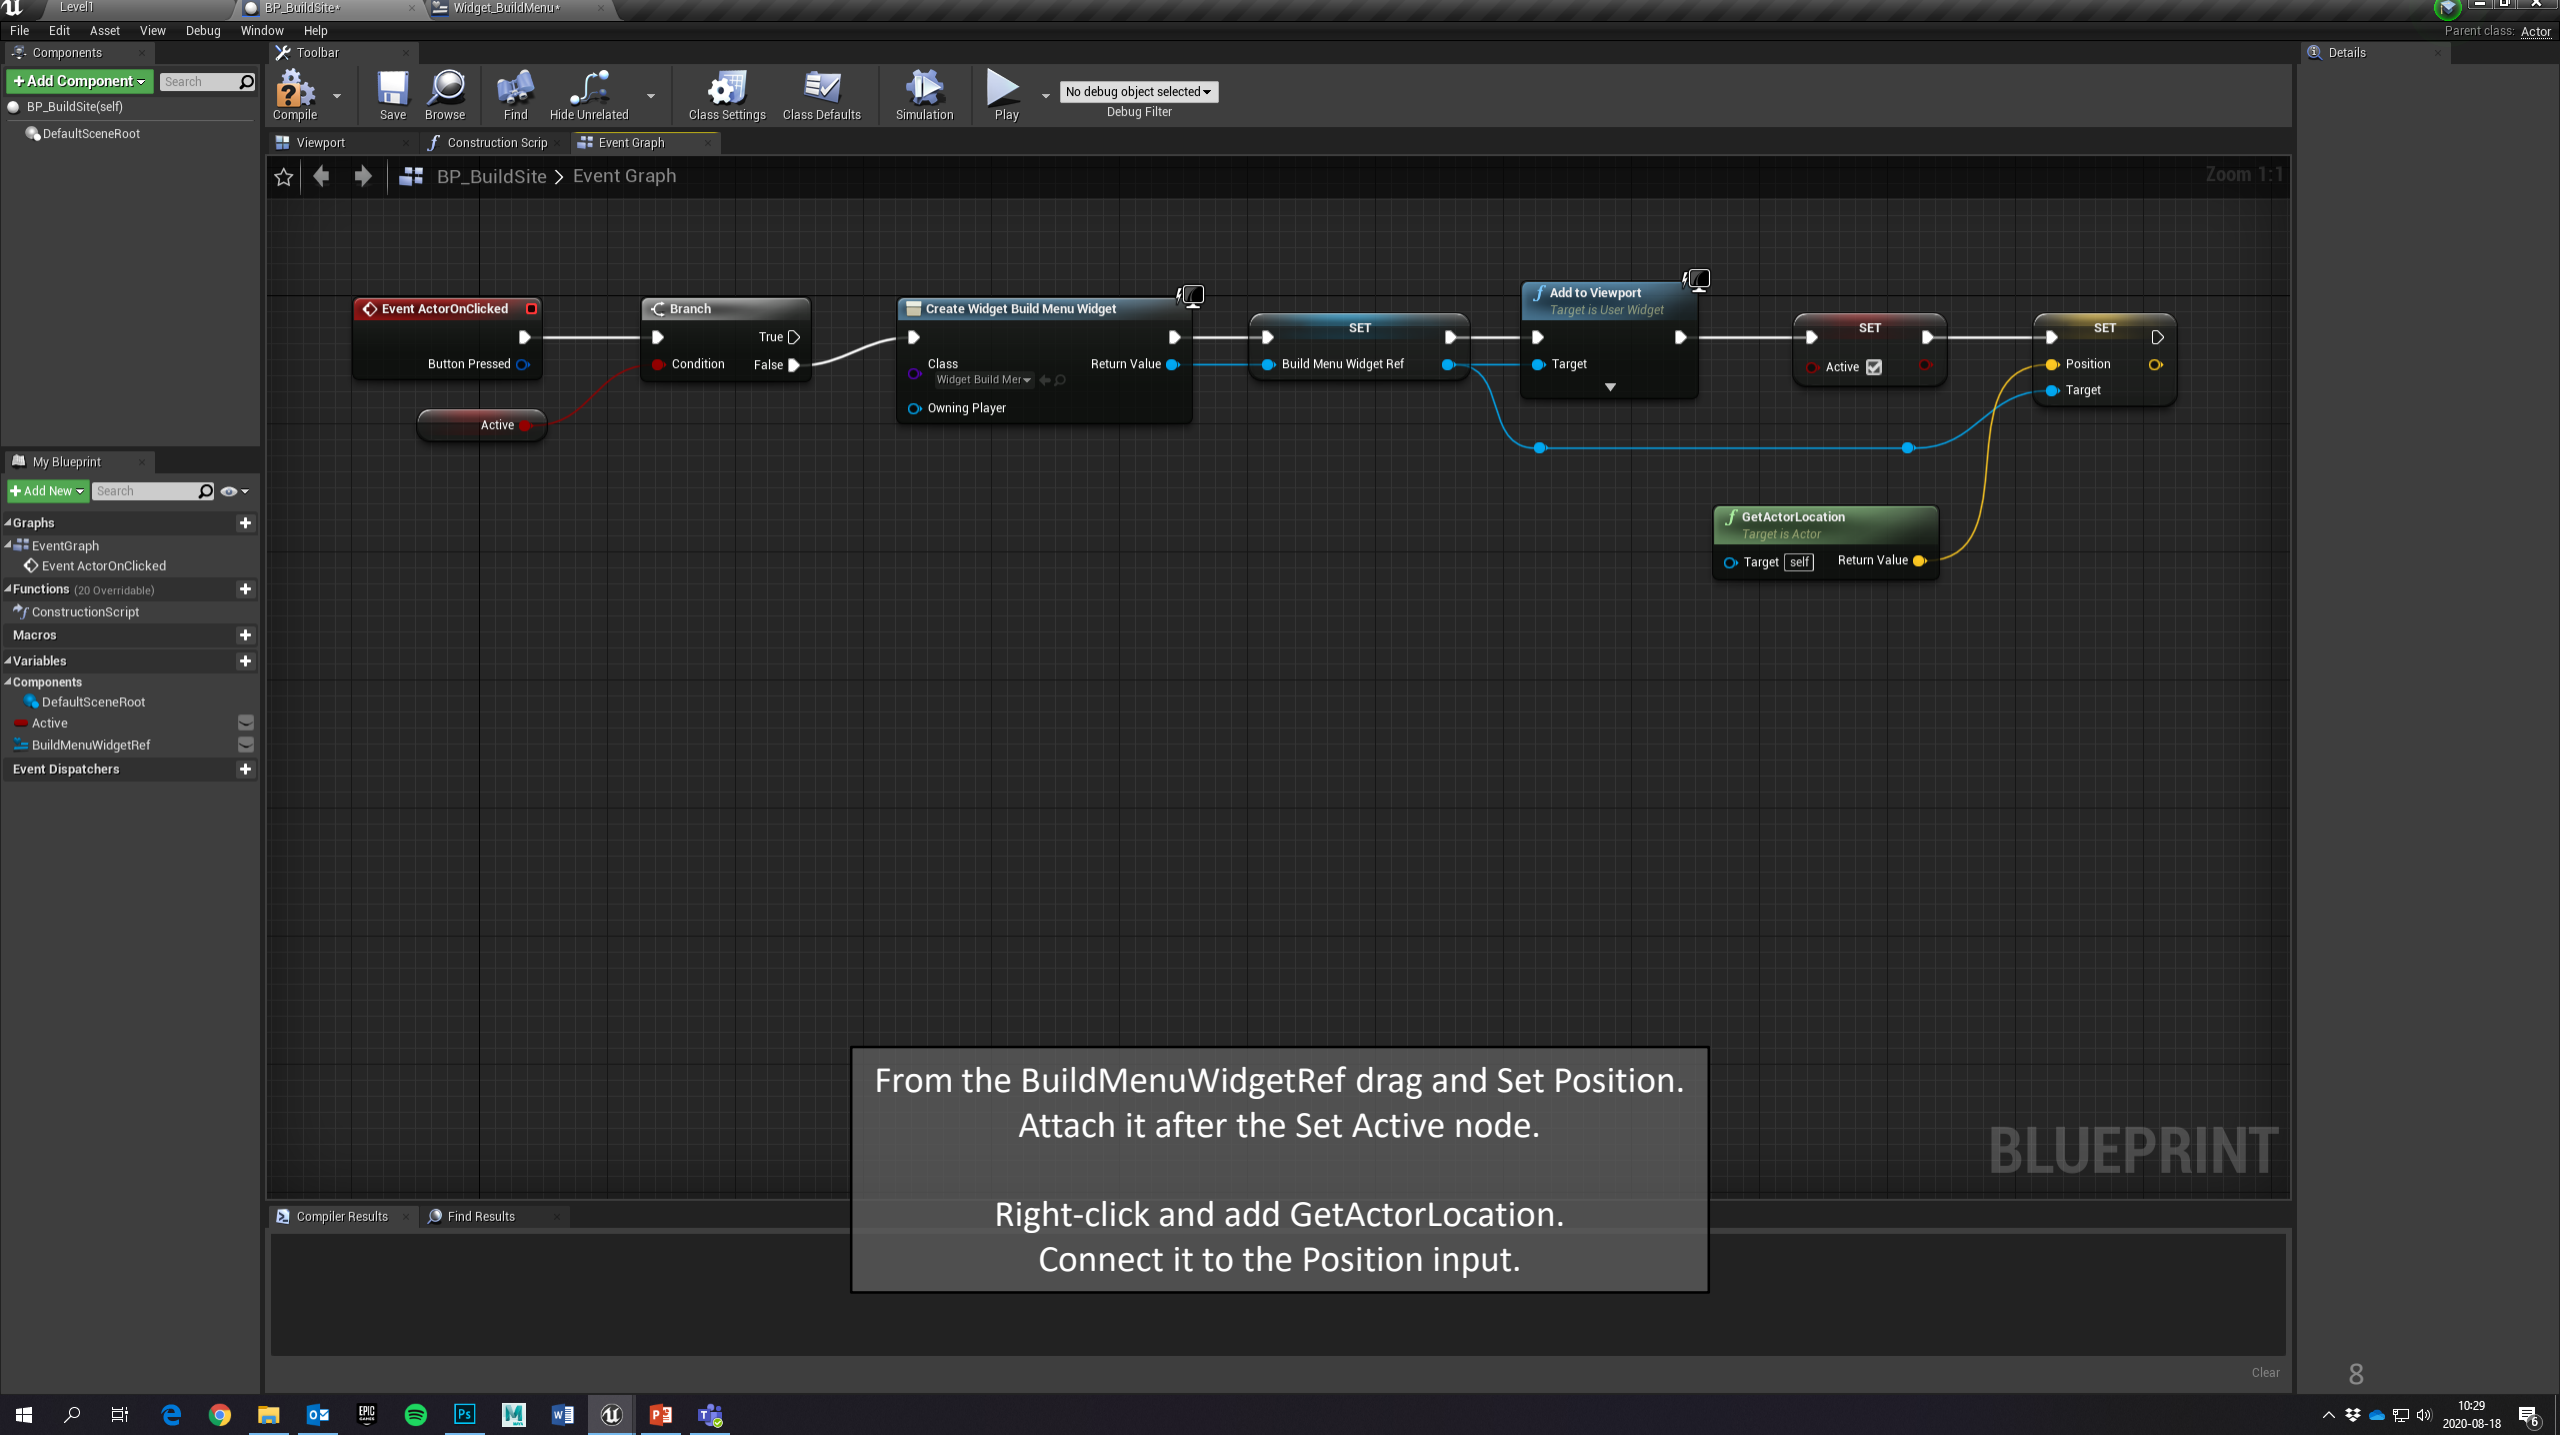 Level1
BP_BuildSite*
Widget_BuildMenu*
File Edit Asset View Debug Window Help
Parent class: Actor
Components
Toolbar
Details
+Add Component
Search
BP_BuildSite(self)
DefaultSceneRoot
Compile
Save
Browse
Find
Hide Unrelated
Class Settings
Class Defaults
Simulation
Play
No debug object selected
Debug Filter
Viewport
Construction Scrip
Event Graph
BP_BuildSite > Event Graph
Zoom 1:1
Event ActorOnClicked
Button Pressed
Active
Branch
True
Condition
False
Create Widget Build Menu Widget
Class
Return Value
Widget Build Mer
Owning Player
SET
Build Menu Widget Ref
Add to Viewport
Target is User Widget
Target
SET
Active
SET
Position
Target
GetActorLocation
Target is Actor
Target self
Return Value
My Blueprint
+Add New
Search
Graphs
EventGraph
Event ActorOnClicked
Functions (20 Overridable)
ConstructionScript
Macros
Variables
Components
DefaultSceneRoot
Active
BuildMenuWidgetRef
Event Dispatchers
From the BuildMenuWidgetRef drag and Set Position.
Attach it after the Set Active node.
Right-click and add GetActorLocation.
Connect it to the Position input.
BLUEPRINT
Compiler Results
Find Results
Clear
8
EPIC
GAMES
Ps
10:29
2020-08-18
6